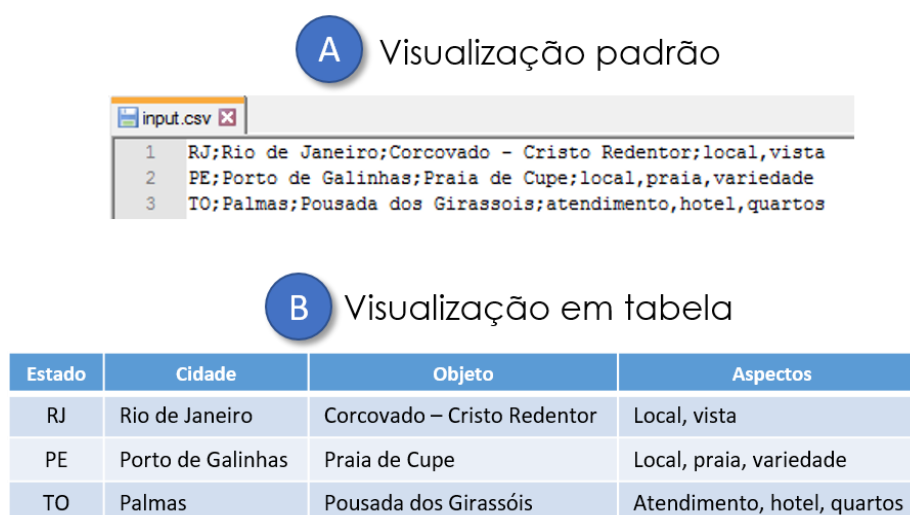 A Visualização padrão
input.csv
1 RJ;Rio de Janeiro;Corcovado - Cristo Redentor;local,vista
2 PE;Porto de Galinhas;Praia de Cupe;local,praia,variedade
3 TO;Palmas;Pousada dos Girassois;atendimento,hotel,quartos
B Visualização em tabela
Estado Cidade Objeto Aspectos
RJ Rio de Janeiro Corcovado – Cristo Redentor Local, vista
PE Porto de Galinhas Praia de Cupe Local, praia, variedade
TO Palmas Pousada dos Girassóis Atendimento, hotel, quartos